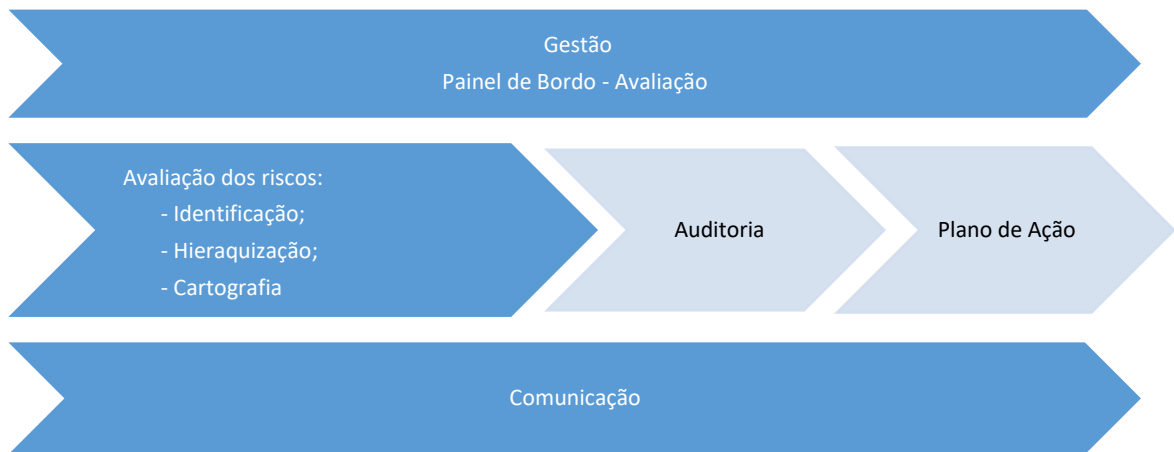 Gestão
Painel de Bordo - Avaliação
Avaliação dos riscos:
- Identificação;
- Hieraquização;
- Cartografia
Auditoria
Plano de Ação
Comunicação